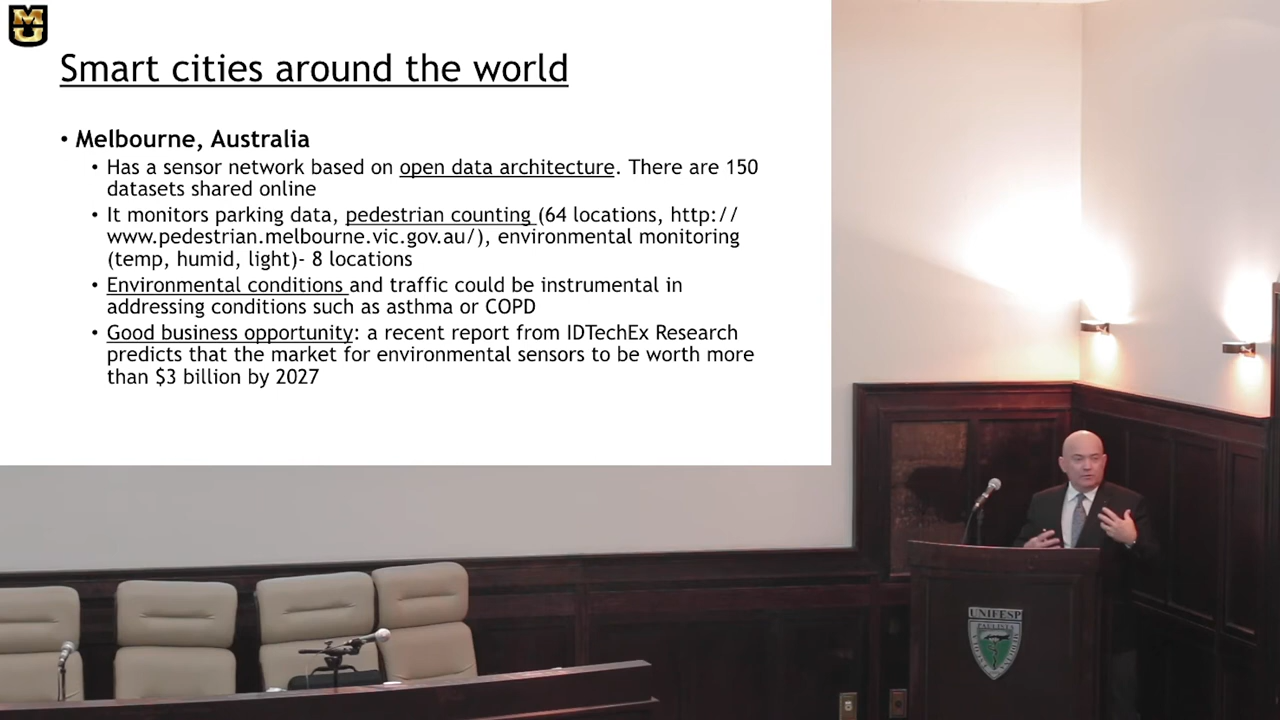 MU
Smart cities around the world
• Melbourne, Australia
• Has a sensor network based on open data architecture. There are 150
datasets shared online
• It monitors parking data, pedestrian counting (64 locations, http://
www.pedestrian.melbourne.vic.gov.au/), environmental monitoring
(temp, humid, light)- 8 locations
• Environmental conditions and traffic could be instrumental in
addressing conditions such as asthma or COPD
• Good business opportunity: a recent report from IDTechEx Research
predicts that the market for environmental sensors to be worth more
than $3 billion by 2027
UNIFESP
PAULISTA